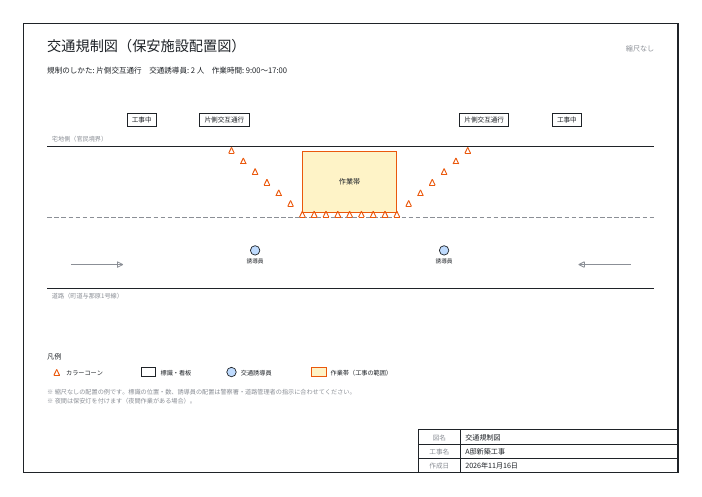 交通規制図（保安施設配置図）
縮尺なし
規制のしかた: 片側交互通行　交通誘導員: 2 人　作業時間: 9:00〜17:00
工事中
片側交互通行
片側交互通行
工事中
宅地側（官民境界）
作業帯
誘導員
誘導員
道路（町道与那原1号線）
凡例
カラーコーン
標識・看板
交通誘導員
作業帯（工事の範囲）
※ 縮尺なしの配置の例です。標識の位置・数、誘導員の配置は警察署・道路管理者の指示に合わせてください。
※ 夜間は保安灯を付けます（夜間作業がある場合）。
図名 交通規制図
工事名 A邸新築工事
作成日 2026年11月16日